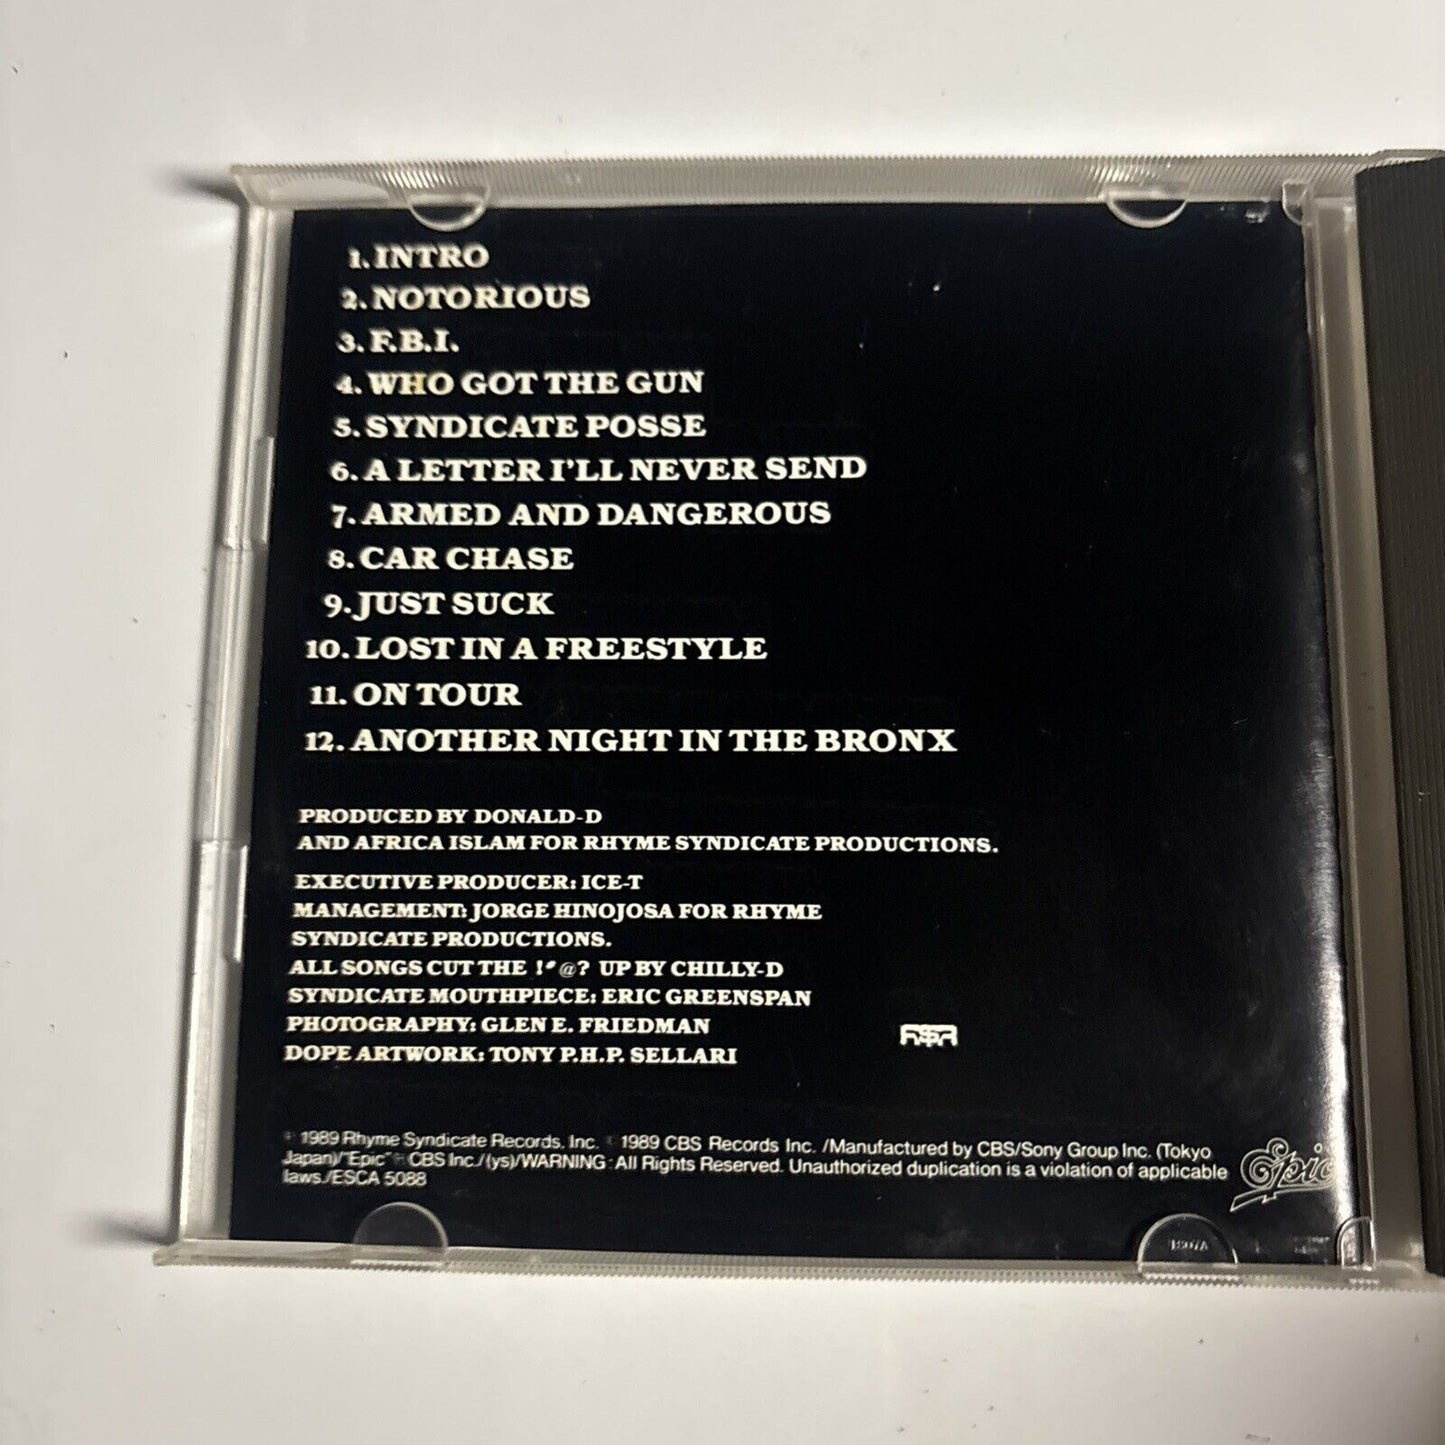 1. INTRO
2. NOTORIOUS
3. F.B.I.
4. WHO GOT THE GUN
5. SYNDICATE POSSE
6. A LETTER I'LL NEVER SEND
7. ARMED AND DANGEROUS
8. CAR CHASE
9. JUST SUCK
10. LOST IN A FREESTYLE
11. ON TOUR
12. ANOTHER NIGHT IN THE BRONX
PRODUCED BY DONALD-D
AND AFRICA ISLAM FOR RHYME SYNDICATE PRODUCTIONS.
EXECUTIVE PRODUCER: ICE-T
MANAGEMENT: JORGE HINOJOSA FOR RHYME
SYNDICATE PRODUCTIONS.
ALL SONGS CUT THE !*@? UP BY CHILLY-D
SYNDICATE MOUTHPIECE: ERIC GREENSPAN
PHOTOGRAPHY: GLEN E. FRIEDMAN
DOPE ARTWORK: TONY P.H.P. SELLARI
1989 Rhyme Syndicate Records, Inc. 1989 CBS Records Inc. /Manufactured by CBS/Sony Group Inc. (Tokyo
Japan)/"Epic" CBS Inc./(ys)/WARNING: All Rights Reserved. Unauthorized duplication is a violation of applicable
laws./ESCA 5088
Epic